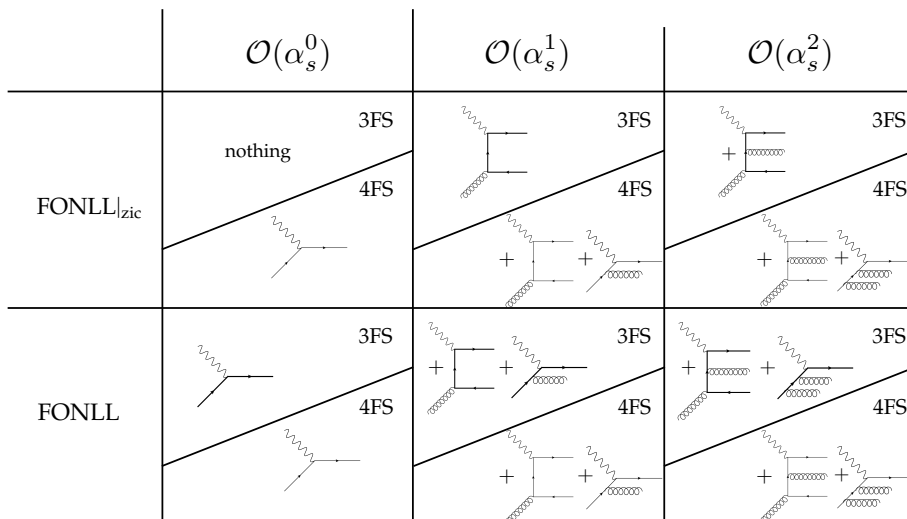 𝒪(α_s^0) 𝒪(α_s^1) 𝒪(α_s^2)
3FS 3FS 3FS
nothing +
4FS 4FS 4FS
FONLL|zic
+ + + +
3FS 3FS 3FS
+ + + +
FONLL 4FS 4FS 4FS
+ + + +